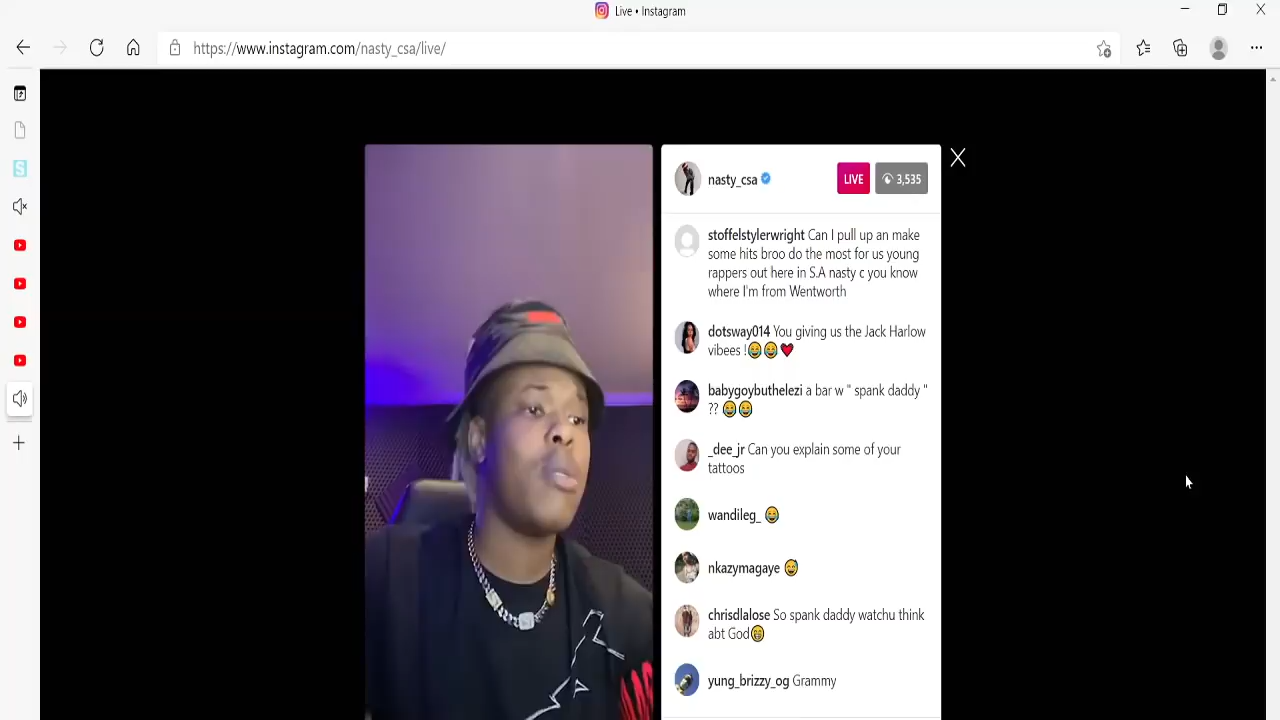 Live • Instagram
https://www.instagram.com/nasty_csa/live/
nasty_csa
LIVE
3,535
stoffelstylerwright Can I pull up an make
some hits broo do the most for us young
rappers out here in S.A nasty c you know
where I'm from Wentworth
dotsway014 You giving us the Jack Harlow
vibees !😂😂❤️
babygoybuthelezi a bar w " spank daddy "
?? 😂😂
_dee_jr Can you explain some of your
tattoos
wandileg_ 😂
nkazymagaye 😅
chrisdlalose So spank daddy watchu think
abt God😁
yung_brizzy_og Grammy